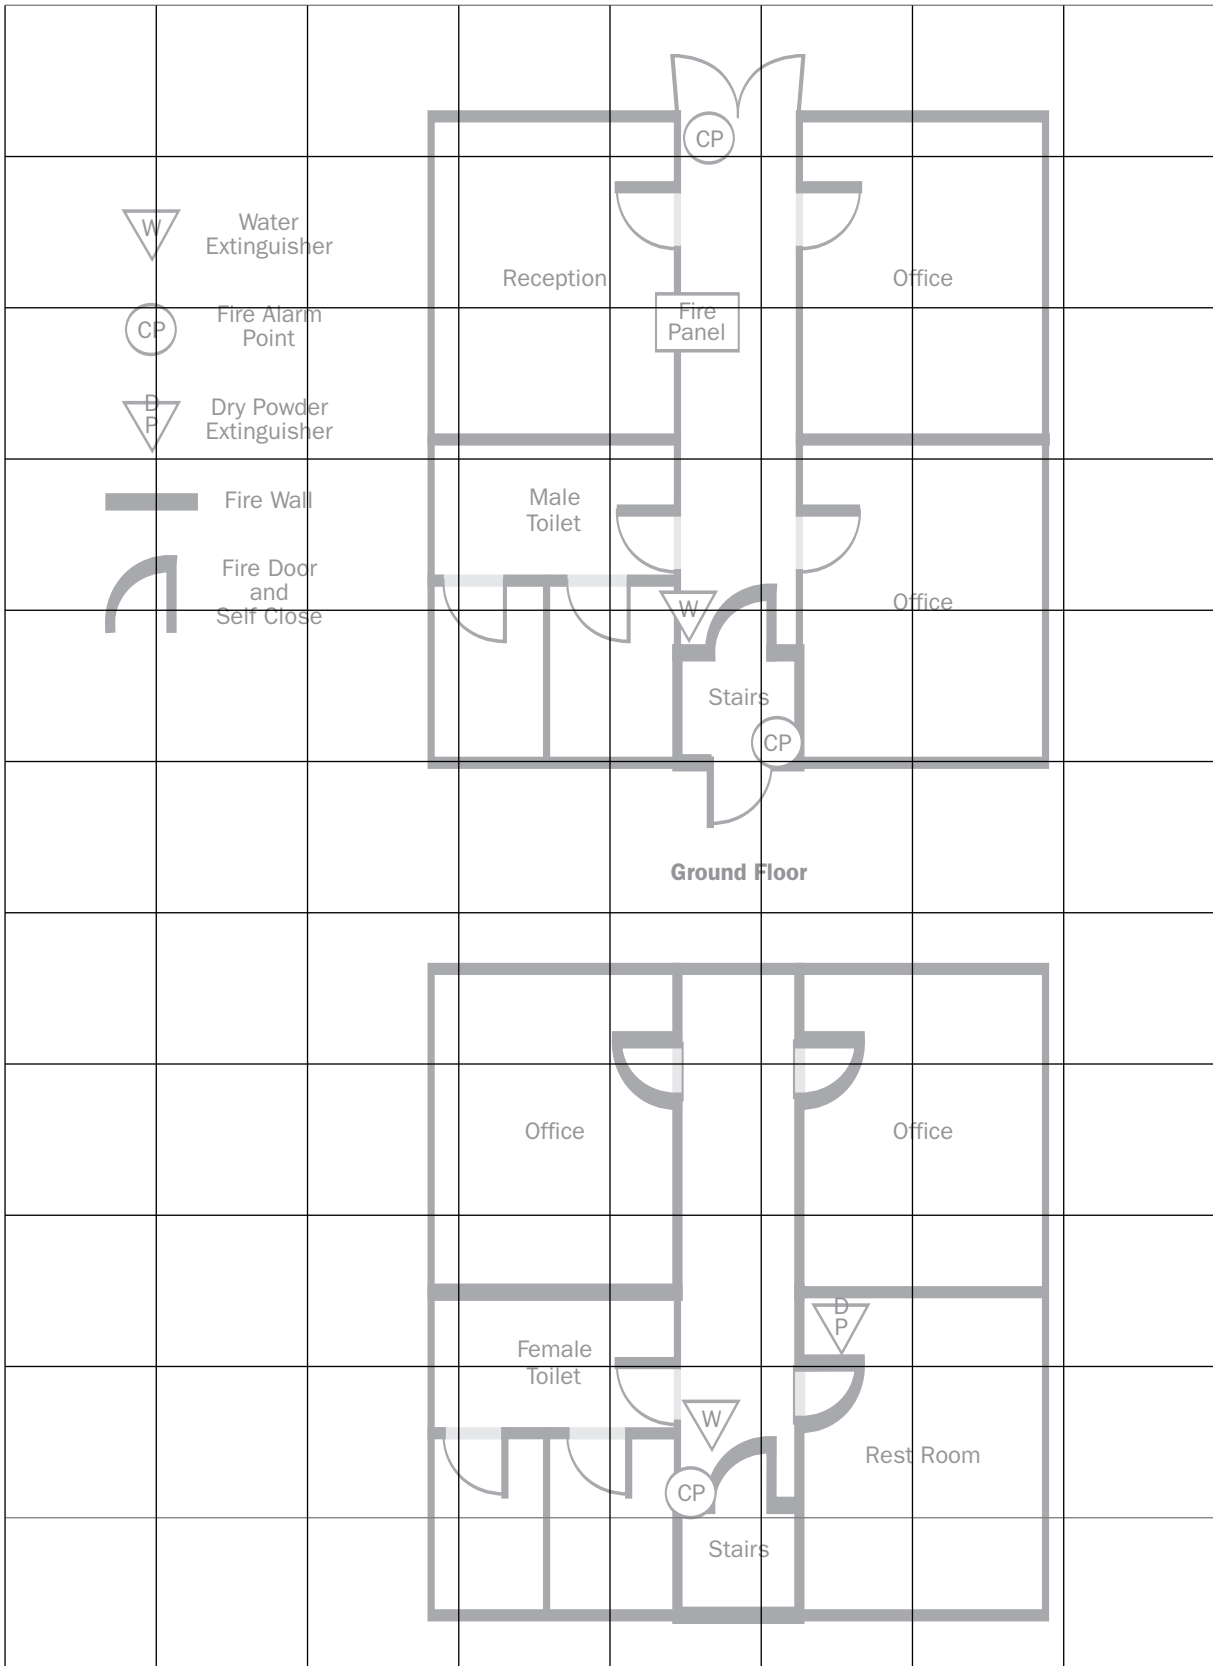 W
Water
Extinguisher
CP
Fire Alarm
Point
D
P
Dry Powder
Extinguisher
Fire Wall
Fire Door
and
Self Close
CP
Reception
Office
Fire
Panel
Male
Toilet
W
Office
Stairs
CP
Ground Floor
Office
Office
D
P
Female
Toilet
W
Rest Room
CP
Stairs